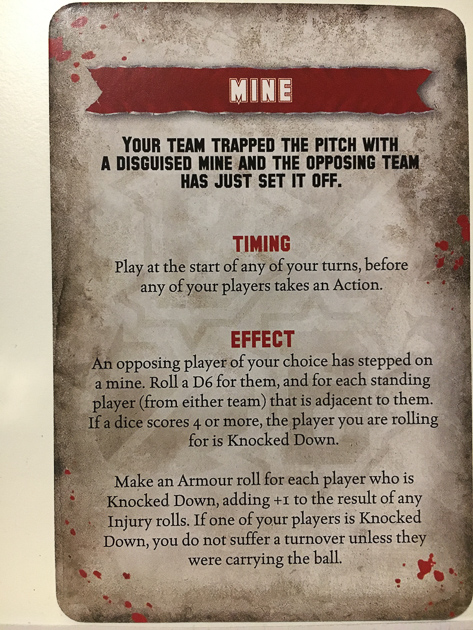 MINE
YOUR TEAM TRAPPED THE PITCH WITH
A DISGUISED MINE AND THE OPPOSING TEAM
HAS JUST SET IT OFF.
TIMING
Play at the start of any of your turns, before
any of your players takes an Action.
EFFECT
An opposing player of your choice has stepped on
a mine. Roll a D6 for them, and for each standing
player (from either team) that is adjacent to them.
If a dice scores 4 or more, the player you are rolling
for is Knocked Down.
Make an Armour roll for each player who is
Knocked Down, adding +1 to the result of any
Injury rolls. If one of your players is Knocked
Down, you do not suffer a turnover unless they
were carrying the ball.